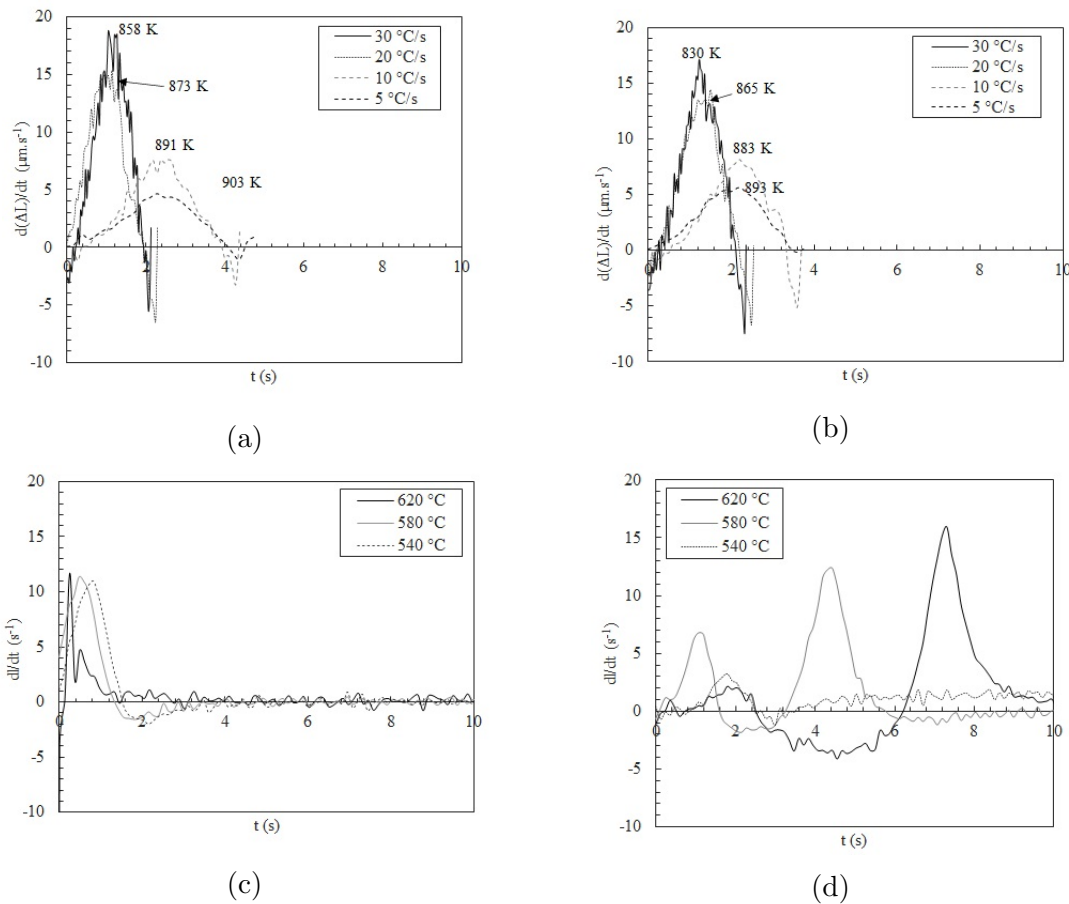 20
15
10
5
0
-5
-10
0
2
4
6
8
10
858 K
873 K
891 K
903 K
30 °C/s
20 °C/s
10 °C/s
5 °C/s
d(ΔL)/dt (μm.s⁻¹)
t (s)
(a)
20
15
10
5
0
-5
-10
0
2
4
6
8
10
830 K
865 K
883 K
893 K
30 °C/s
20 °C/s
10 °C/s
5 °C/s
d(ΔL)/dt (μm.s⁻¹)
t (s)
(b)
20
15
10
5
0
-5
-10
0
2
4
6
8
10
620 °C
580 °C
540 °C
dl/dt (s⁻¹)
t (s)
(c)
20
15
10
5
0
-5
-10
0
2
4
6
8
10
620 °C
580 °C
540 °C
dl/dt (s⁻¹)
t (s)
(d)